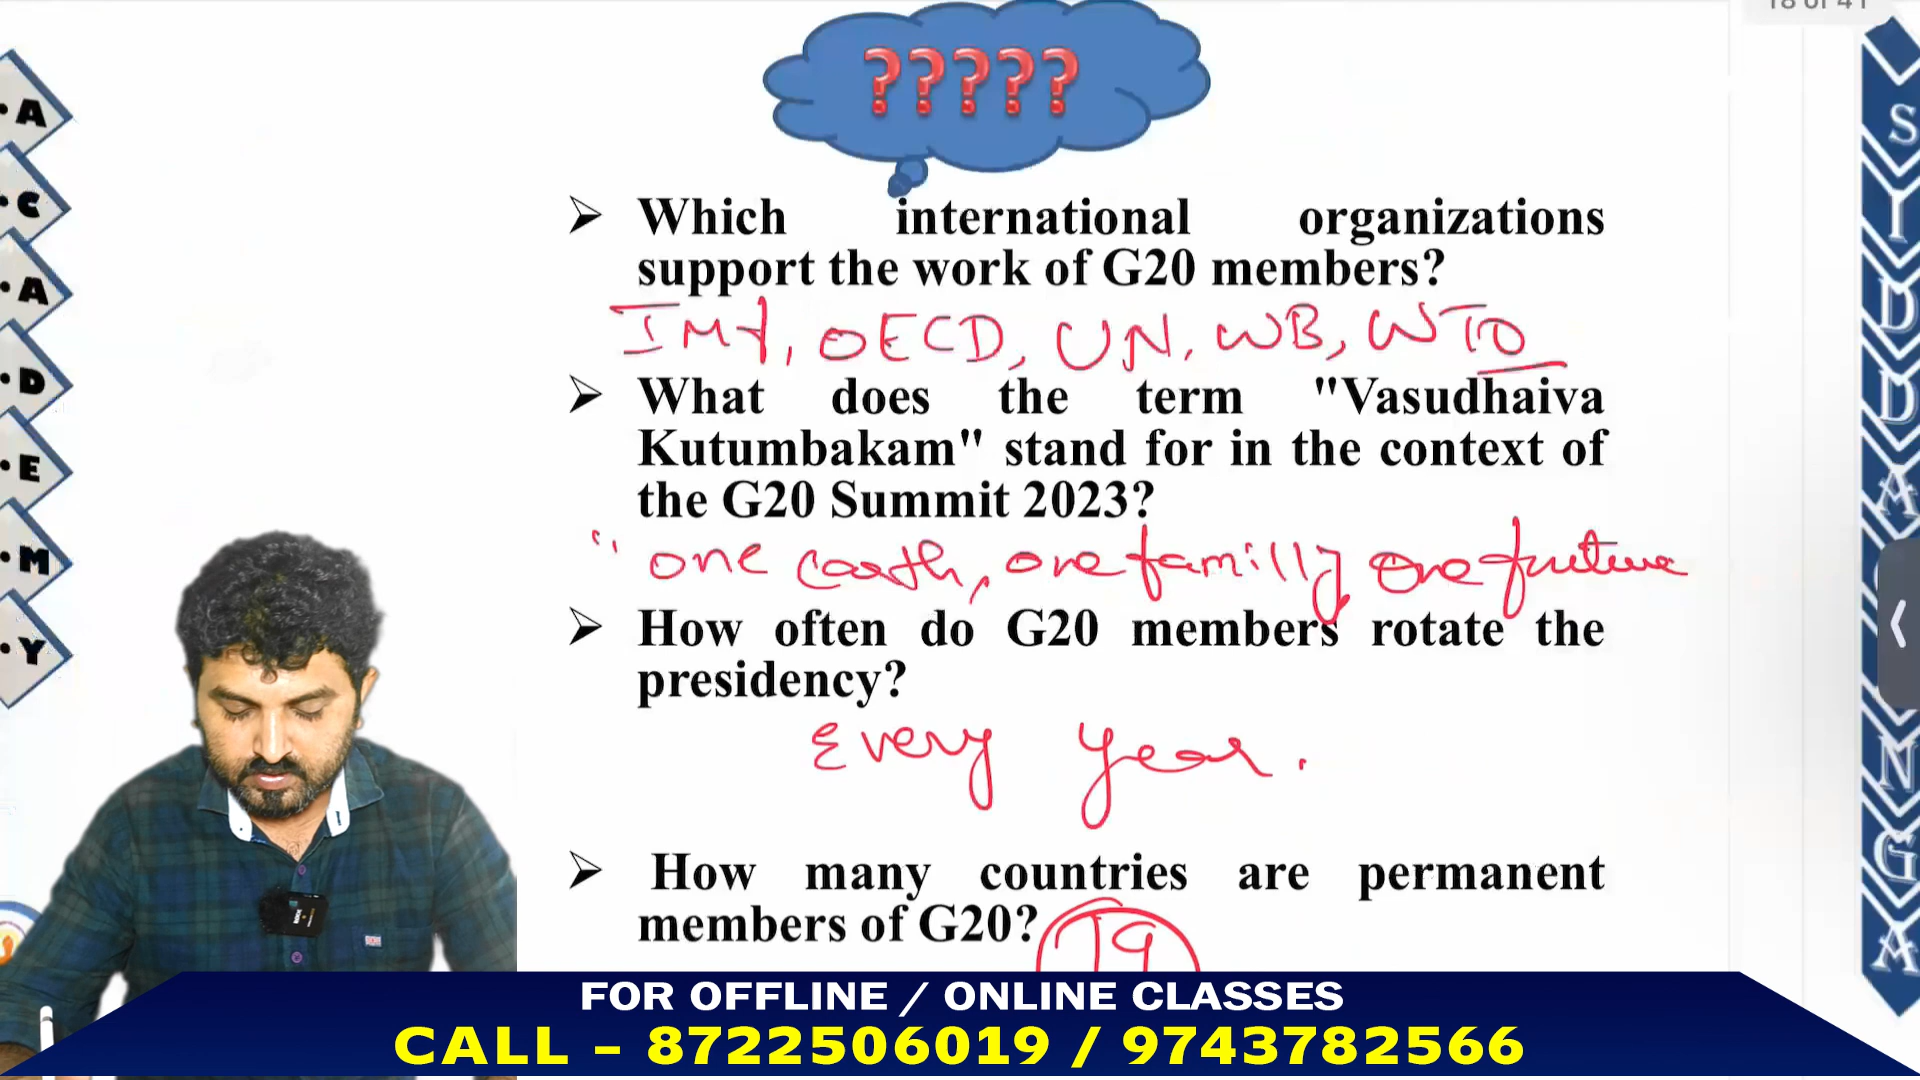 18 of 41
?????
Which international organizations
support the work of G20 members?
IMf, OECD, UN, WB, WTO
What does the term "Vasudhaiva
Kutumbakam" stand for in the context of
the G20 Summit 2023?
" one earth, one family one future
How often do G20 members rotate the
presidency?
Every year.
How many countries are permanent
members of G20?
19
FOR OFFLINE / ONLINE CLASSES
CALL – 8722506019 / 9743782566
A
C
A
D
E
M
Y
S
I
D
D
A
N
G
A